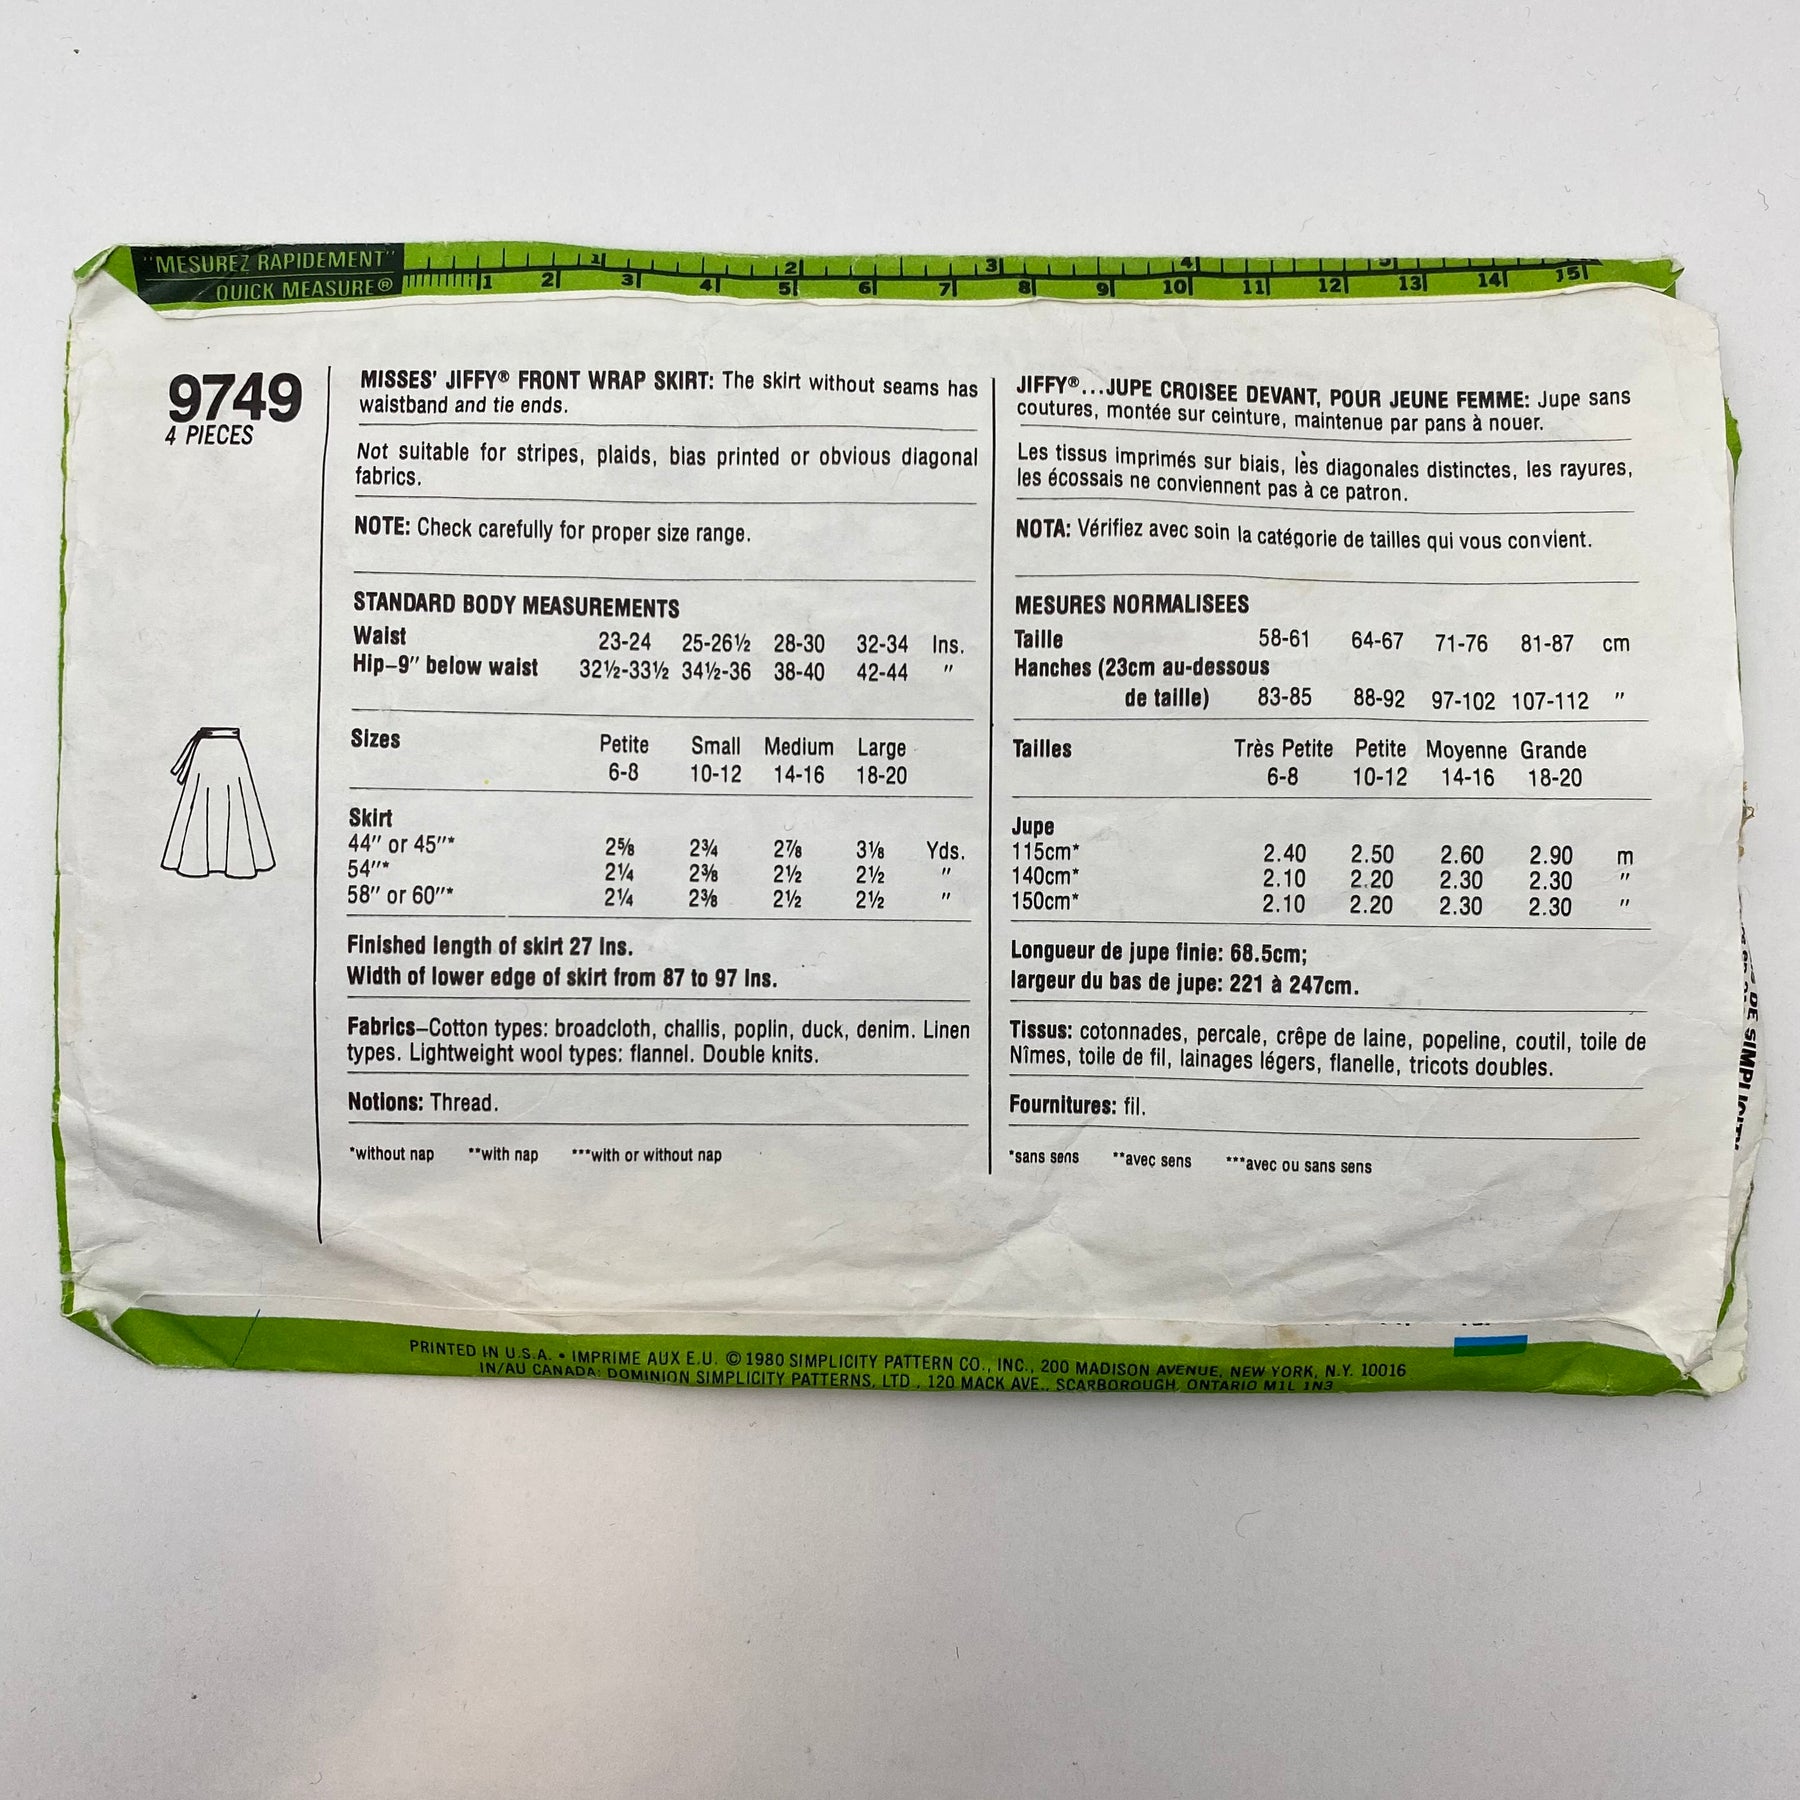 "MESUREZ RAPIDEMENT"
QUICK MEASURE®
1 2 3 4 5
1 2 3 4 5 6 7 8 9 10 11 12 13 14 15
9749
4 PIECES
MISSES' JIFFY® FRONT WRAP SKIRT: The skirt without seams has
waistband and tie ends.
Not suitable for stripes, plaids, bias printed or obvious diagonal
fabrics.
NOTE: Check carefully for proper size range.
STANDARD BODY MEASUREMENTS
Waist 23-24 25-26½ 28-30 32-34 Ins.
Hip–9" below waist 32½-33½ 34½-36 38-40 42-44 "
Sizes Petite Small Medium Large
6-8 10-12 14-16 18-20
Skirt
44" or 45"* 2⅝ 2¾ 2⅞ 3⅛ Yds.
54"* 2¼ 2⅜ 2½ 2½ "
58" or 60"* 2¼ 2⅜ 2½ 2½ "
Finished length of skirt 27 Ins.
Width of lower edge of skirt from 87 to 97 Ins.
Fabrics–Cotton types: broadcloth, challis, poplin, duck, denim. Linen
types. Lightweight wool types: flannel. Double knits.
Notions: Thread.
*without nap **with nap ***with or without nap
JIFFY®...JUPE CROISEE DEVANT, POUR JEUNE FEMME: Jupe sans
coutures, montée sur ceinture, maintenue par pans à nouer.
Les tissus imprimés sur biais, lès diagonales distinctes, les rayures,
les écossais ne conviennent pas à ce patron.
NOTA: Vérifiez avec soin la catégorie de tailles qui vous convient.
MESURES NORMALISEES
Taille 58-61 64-67 71-76 81-87 cm
Hanches (23cm au-dessous
de taille) 83-85 88-92 97-102 107-112 "
Tailles Très Petite Petite Moyenne Grande
6-8 10-12 14-16 18-20
Jupe
115cm* 2.40 2.50 2.60 2.90 m
140cm* 2.10 2.20 2.30 2.30 "
150cm* 2.10 2.20 2.30 2.30 "
Longueur de jupe finie: 68.5cm;
largeur du bas de jupe: 221 à 247cm.
Tissus: cotonnades, percale, crêpe de laine, popeline, coutil, toile de
Nîmes, toile de fil, lainages légers, flanelle, tricots doubles.
Fournitures: fil.
*sans sens **avec sens ***avec ou sans sens
DE SIMPLICITY
PRINTED IN U.S.A. • IMPRIME AUX E.U. © 1980 SIMPLICITY PATTERN CO., INC., 200 MADISON AVENUE, NEW YORK, N.Y. 10016
IN/AU CANADA: DOMINION SIMPLICITY PATTERNS, LTD., 120 MACK AVE., SCARBOROUGH, ONTARIO M1L 1N3